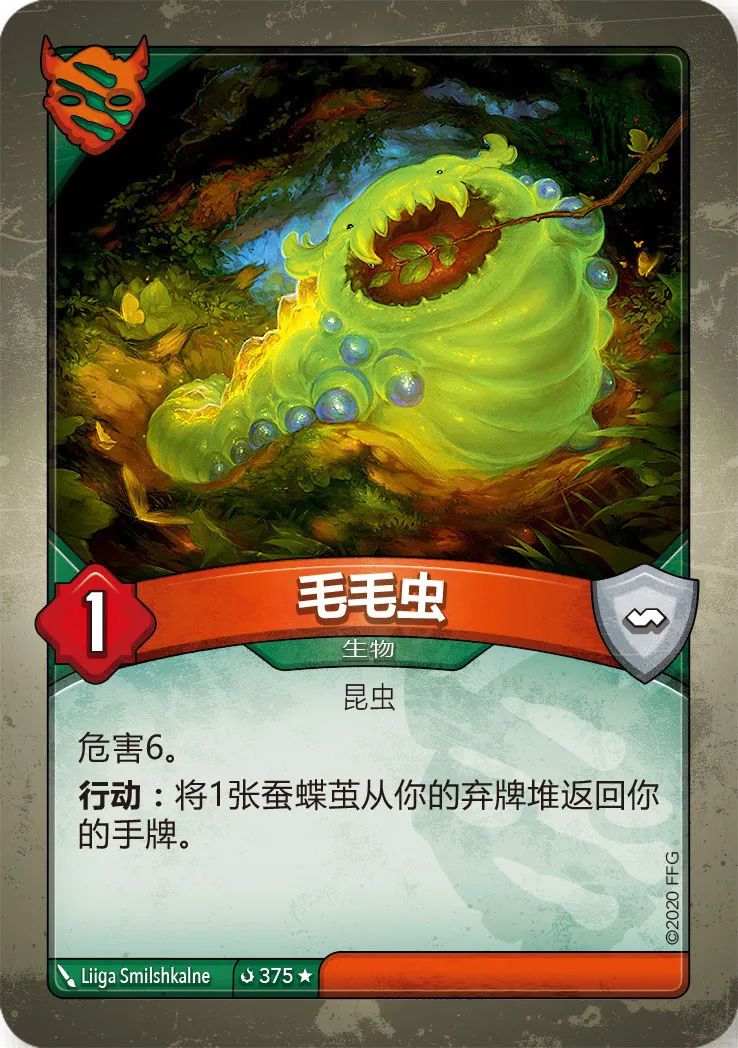 毛毛虫
1
生物
昆虫
危害6。
行动：将1张蚕蝶茧从你的弃牌堆返回你
的手牌。
©2020 FFG
Liiga Smilshkalne
375